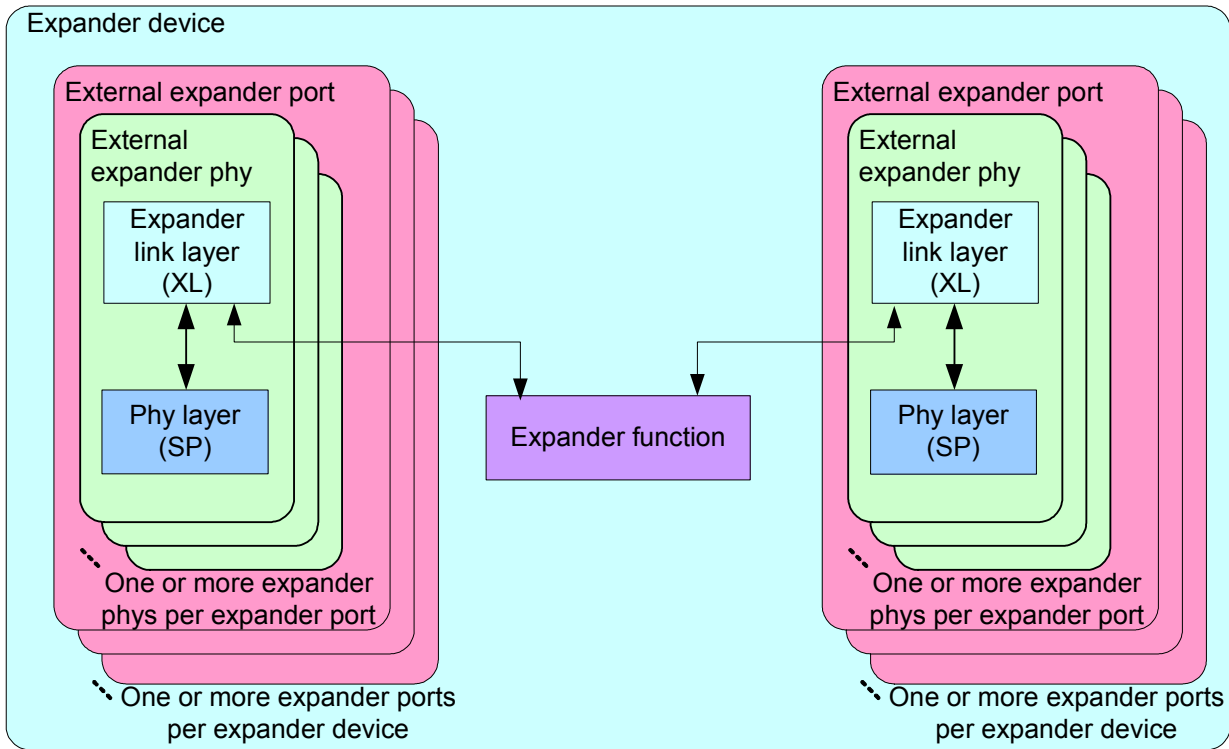 Expander device
External expander port
External
expander phy
Expander
link layer
(XL)
Phy layer
(SP)
One or more expander
phys per expander port
One or more expander ports
per expander device
Expander function
External expander port
External
expander phy
Expander
link layer
(XL)
Phy layer
(SP)
One or more expander
phys per expander port
One or more expander ports
per expander device